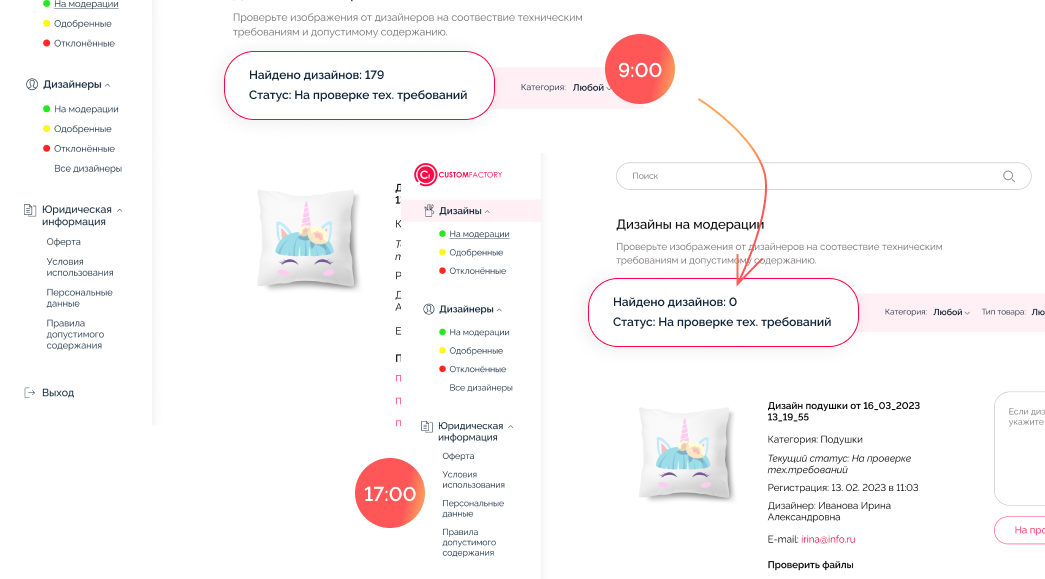 На модерации
Одобренные
Отклонённые
Дизайнеры
На модерации
Одобренные
Отклонённые
Все дизайнеры
Юридическая
информация
Оферта
Условия
использования
Персональные
данные
Правила
допустимого
содержания
Выход
Проверьте изображения от дизайнеров на соотвествие техническим
требованиям и допустимому содержанию.
Найдено дизайнов: 179
Статус: На проверке тех. требований
Категория: Любой
9:00
CUSTOMFACTORY
Дизайны
На модерации
Одобренные
Отклонённые
Дизайнеры
На модерации
Одобренные
Отклонённые
Все дизайнеры
Юридическая
информация
Оферта
Условия
использования
Персональные
данные
Правила
допустимого
содержания
17:00
Поиск
Дизайны на модерации
Проверьте изображения от дизайнеров на соотвествие техническим
требованиям и допустимому содержанию.
Найдено дизайнов: 0
Статус: На проверке тех. требований
Категория: Любой Тип товара:
Дизайн подушки от 16_03_2023
13_19_55
Категория: Подушки
Текущий статус: На проверке
тех.требований
Регистрация: 13. 02. 2023 в 11:03
Дизайнер: Иванова Ирина
Александровна
E-mail: irina@info.ru
Проверить файлы
Если
укажите
На